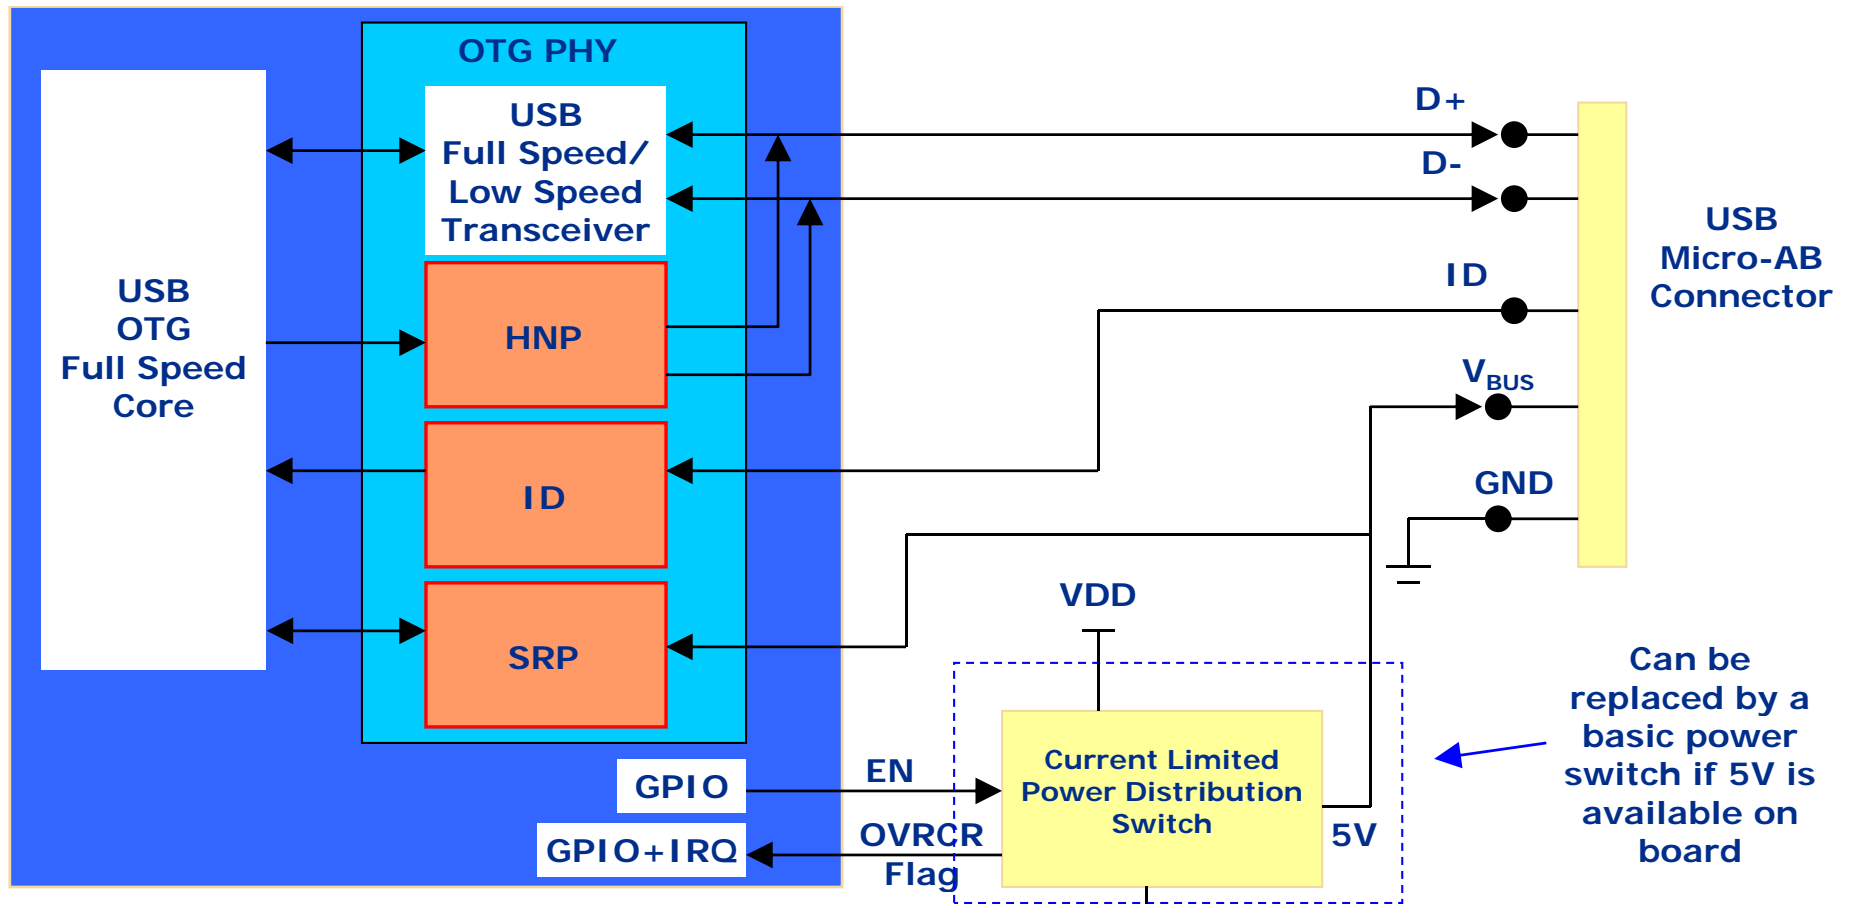 OTG PHY
USB
Full Speed/
Low Speed
Transceiver
USB
OTG
Full Speed
Core
HNP
ID
SRP
GPIO
GPIO+IRQ
EN
OVRCR
Flag
VDD
Current Limited
Power Distribution
Switch
5V
D+
D-
ID
VBUS
GND
USB
Micro-AB
Connector
Can be
replaced by a
basic power
switch if 5V is
available on
board